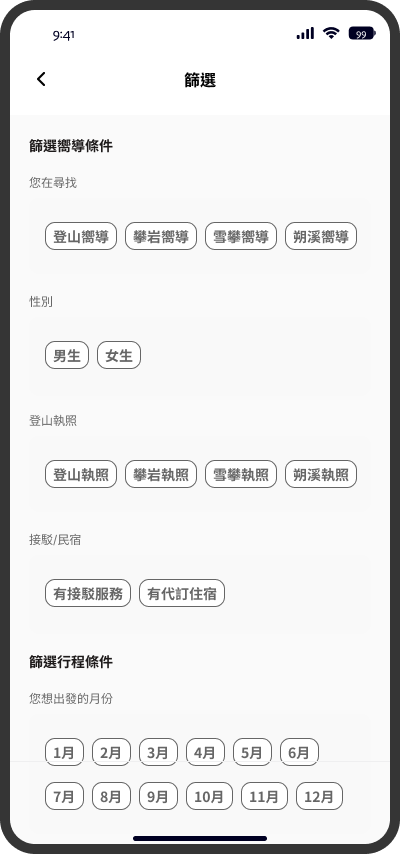 9:41
99
篩選
篩選嚮導條件
您在尋找
登山嚮導 攀岩嚮導 雪攀嚮導 朔溪嚮導
性別
男生 女生
登山執照
登山執照 攀岩執照 雪攀執照 朔溪執照
接駁/民宿
有接駁服務 有代訂住宿
篩選行程條件
您想出發的月份
1月 2月 3月 4月 5月 6月
7月 8月 9月 10月 11月 12月